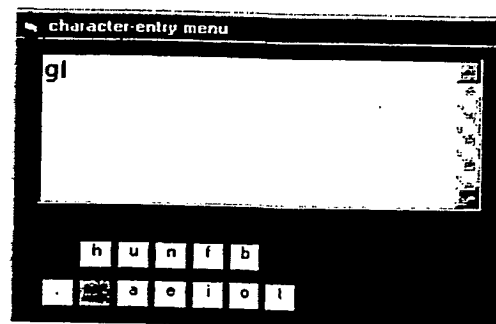 character-entry menu
gl
h u n f b
. a e i o t